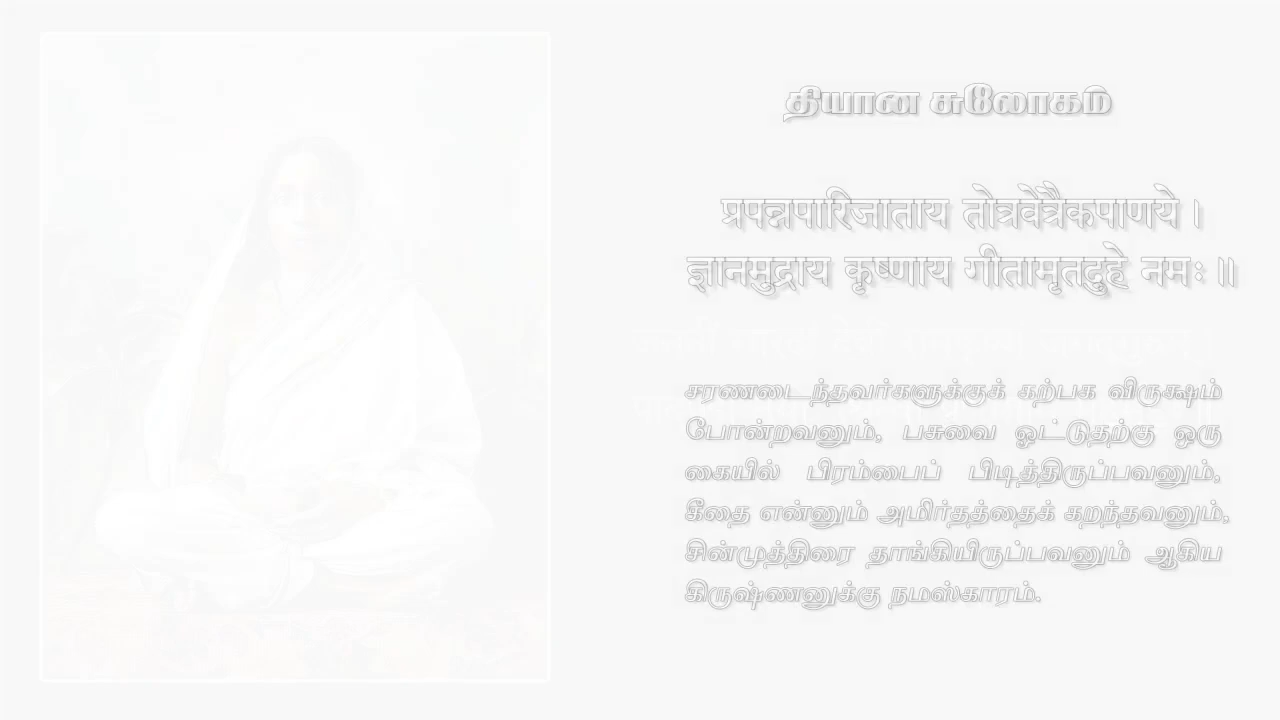 தியான சுலோகம்
प्रपन्नपारिजाताय तोत्रवेत्रैकपाणये ।
ज्ञानमुद्राय कृष्णाय गीतामृतदुहे नमः ॥
சரணடைந்தவர்களுக்குக் கற்பக விருக்ஷம்
போன்றவனும், பசுவை ஓட்டுதற்கு ஒரு
கையில் பிரம்பைப் பிடித்திருப்பவனும்,
கீதை என்னும் அமிர்தத்தைக் கறந்தவனும்,
சின்முத்திரை தாங்கியிருப்பவனும் ஆகிய
கிருஷ்ணனுக்கு நமஸ்காரம்.